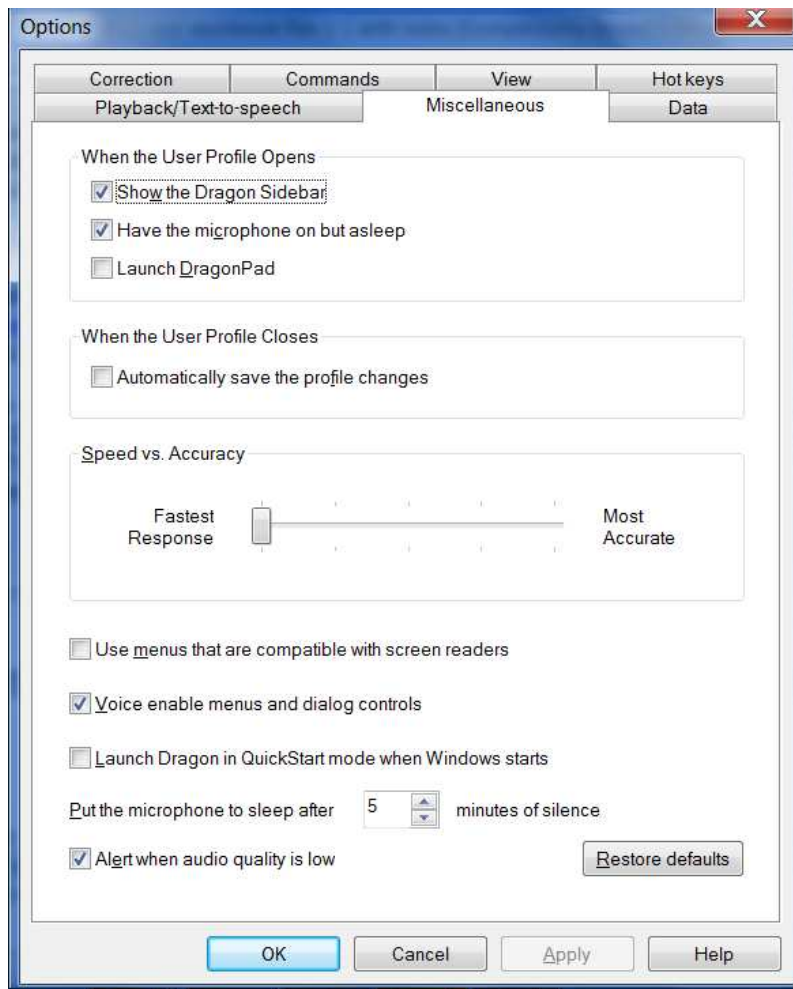 Options
X
Correction Commands View Hot keys
Playback/Text-to-speech Miscellaneous Data
When the User Profile Opens
Show the Dragon Sidebar
Have the microphone on but asleep
Launch DragonPad
When the User Profile Closes
Automatically save the profile changes
Speed vs. Accuracy
Fastest Most
Response Accurate
Use menus that are compatible with screen readers
Voice enable menus and dialog controls
Launch Dragon in QuickStart mode when Windows starts
Put the microphone to sleep after 5 minutes of silence
Alert when audio quality is low Restore defaults
OK Cancel Apply Help